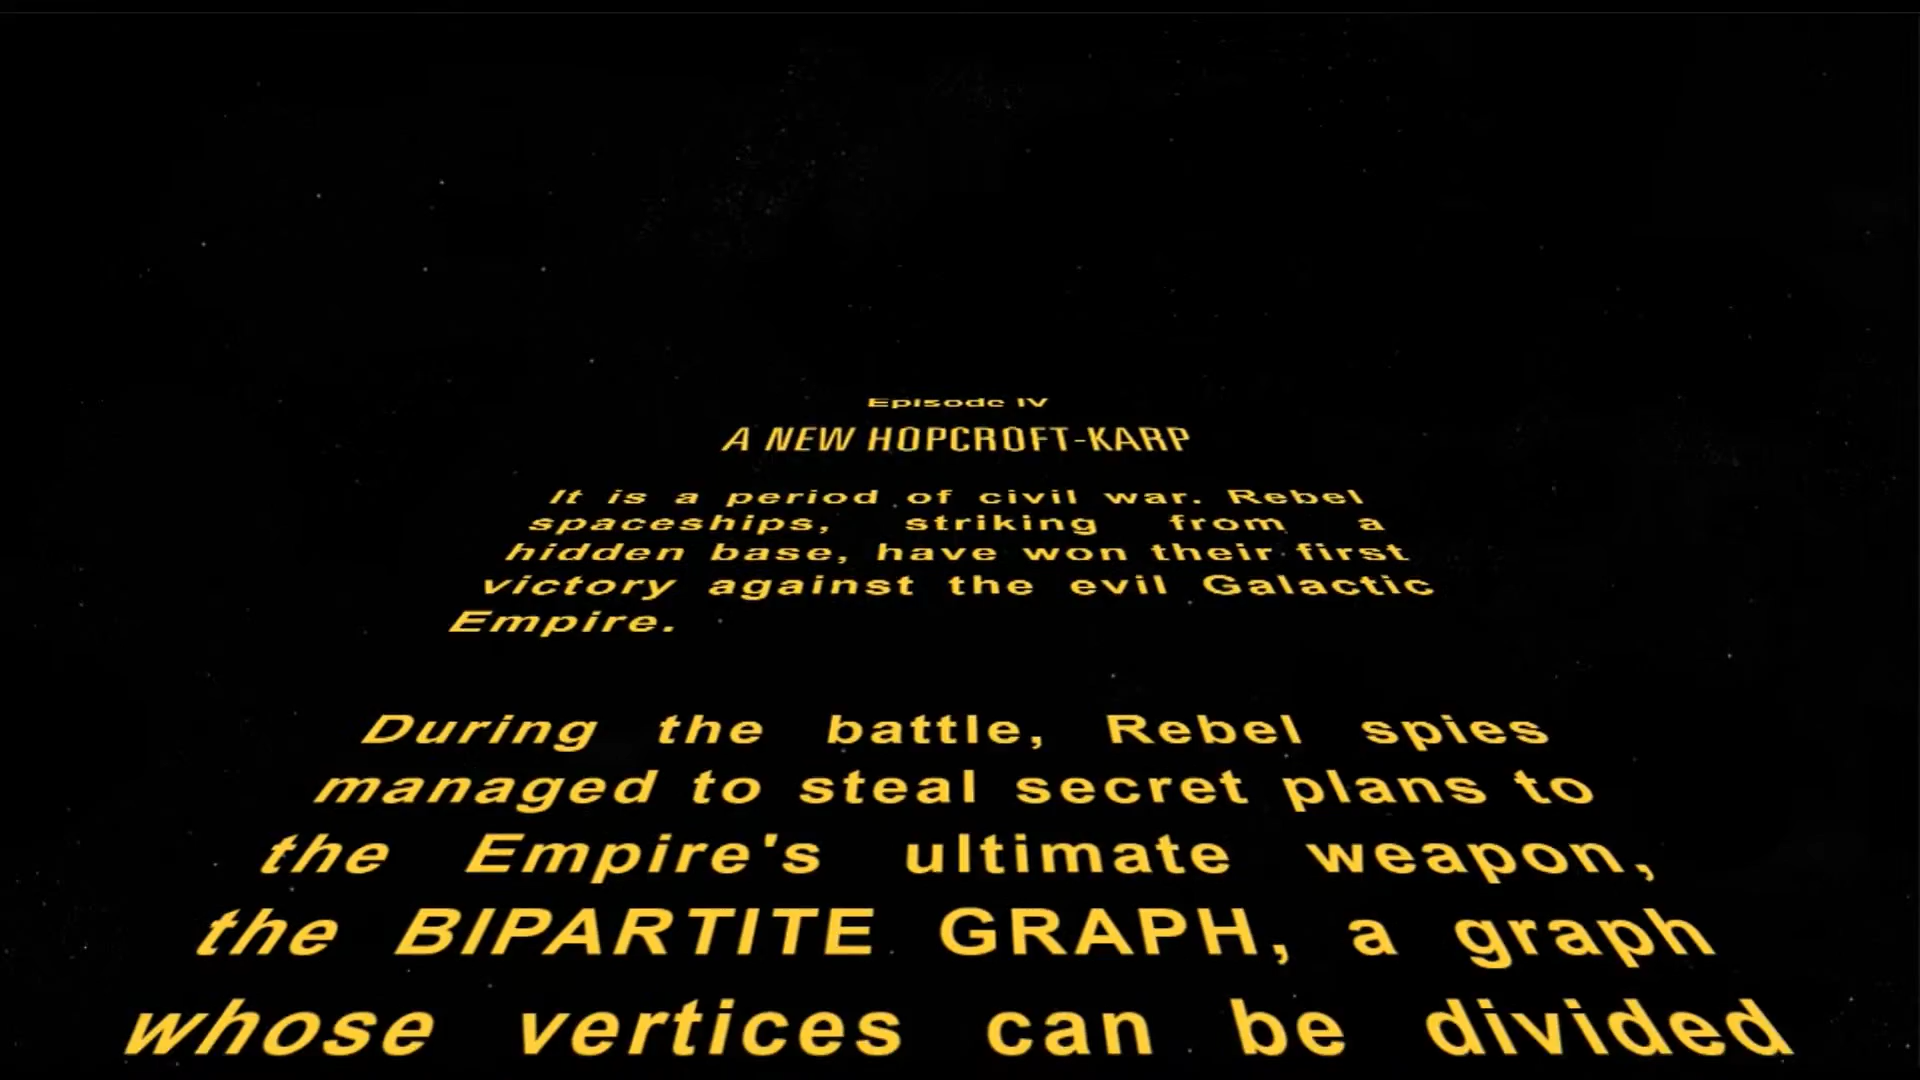 Episode IV
A NEW HOPCROFT-KARP
It is a period of civil war. Rebel
spaceships, striking from a
hidden base, have won their first
victory against the evil Galactic
Empire.
During the battle, Rebel spies
managed to steal secret plans to
the Empire's ultimate weapon,
the BIPARTITE GRAPH, a graph
whose vertices can be divided